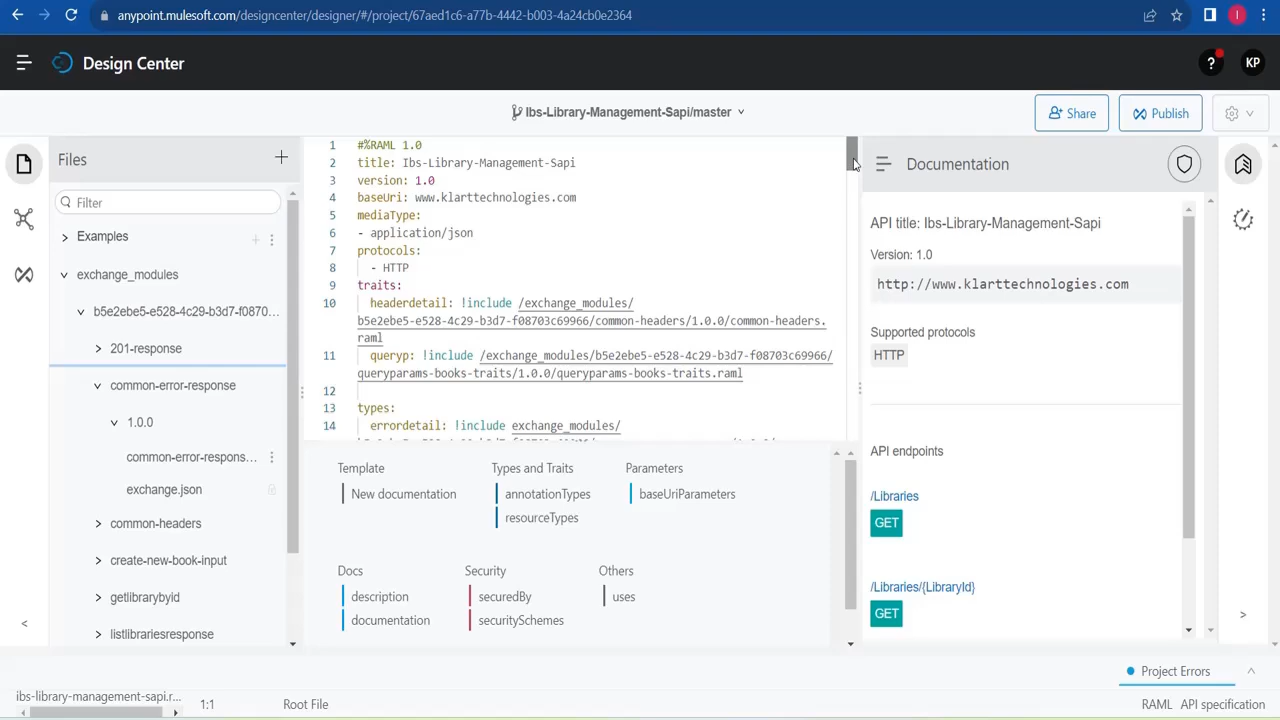 anypoint.mulesoft.com/designcenter/designer/#/project/67aed1c6-a77b-4442-b003-4a24cb0e2364
I
Design Center
?
KP
lbs-Library-Management-Sapi/master
Share
Publish
Files
Filter
Examples
exchange_modules
b5e2ebe5-e528-4c29-b3d7-f0870...
201-response
common-error-response
1.0.0
common-error-respons...
exchange.json
common-headers
create-new-book-input
getlibrarybyid
listlibrariesresponse
1 #%RAML 1.0
2 title: Ibs-Library-Management-Sapi
3 version: 1.0
4 baseUri: www.klarttechnologies.com
5 mediaType:
6 - application/json
7 protocols:
8 - HTTP
9 traits:
10 headerdetail: !include /exchange_modules/
b5e2ebe5-e528-4c29-b3d7-f08703c69966/common-headers/1.0.0/common-headers.
raml
11 queryp: !include /exchange_modules/b5e2ebe5-e528-4c29-b3d7-f08703c69966/
queryparams-books-traits/1.0.0/queryparams-books-traits.raml
12
13 types:
14 errordetail: !include exchange_modules/
Template
New documentation
Types and Traits
annotationTypes
resourceTypes
Parameters
baseUriParameters
Docs
description
documentation
Security
securedBy
securitySchemes
Others
uses
Documentation
API title: Ibs-Library-Management-Sapi
Version: 1.0
http://www.klarttechnologies.com
Supported protocols
HTTP
API endpoints
/Libraries
GET
/Libraries/{LibraryId}
GET
Project Errors
ibs-library-management-sapi.r...
1:1
Root File
RAML
API specification